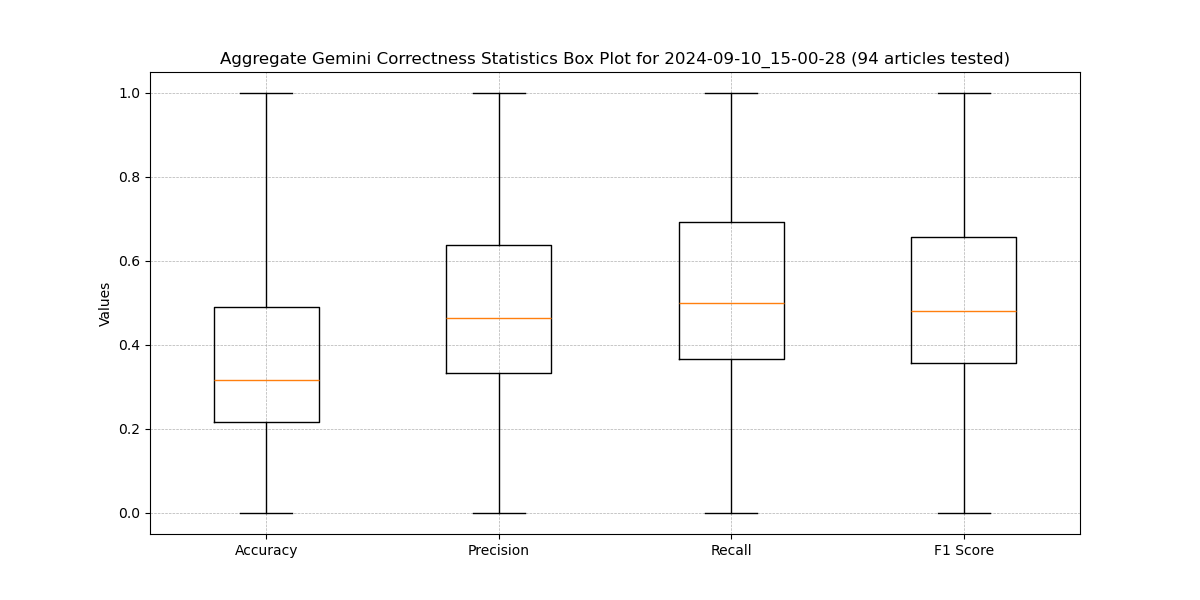 Aggregate Gemini Correctness Statistics Box Plot for 2024-09-10_15-00-28 (94 articles tested)
1.0
0.8
0.6
0.4
0.2
0.0
Values
Accuracy
Precision
Recall
F1 Score